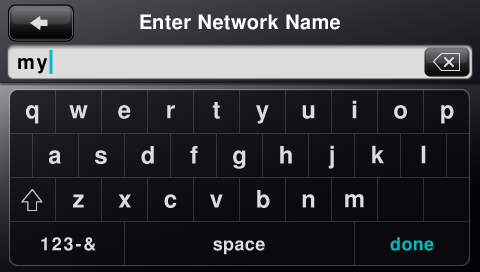 Enter Network Name
my
q w e r t y u i o p
a s d f g h j k l
z x c v b n m
123-& space done